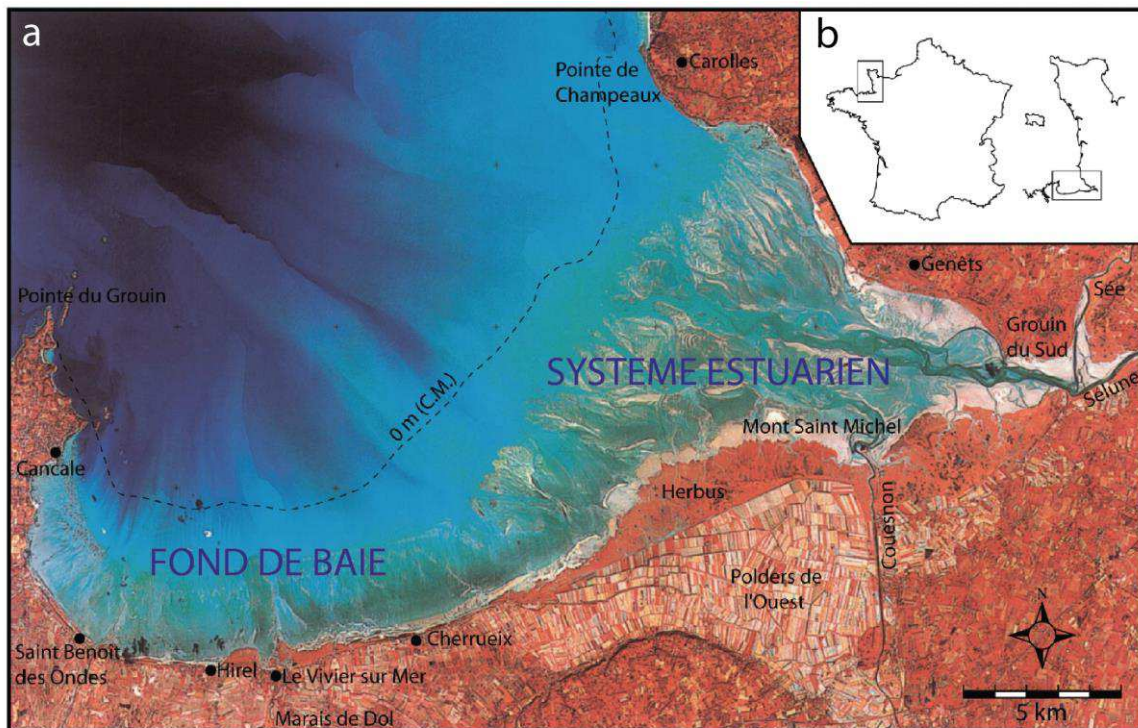 a
b
Pointe de
Champeaux
Carolles
Genêts
Sée
Pointe du Grouin
Grouin
du Sud
SYSTEME ESTUARIEN
Sélune
0 m (C.M.)
Mont Saint Michel
Cancale
Herbus
Couesnon
FOND DE BAIE
Polders de
l'Ouest
N
Cherrueix
Saint Benoît
des Ondes
Hirel
Le Vivier sur Mer
Marais de Dol
5 km